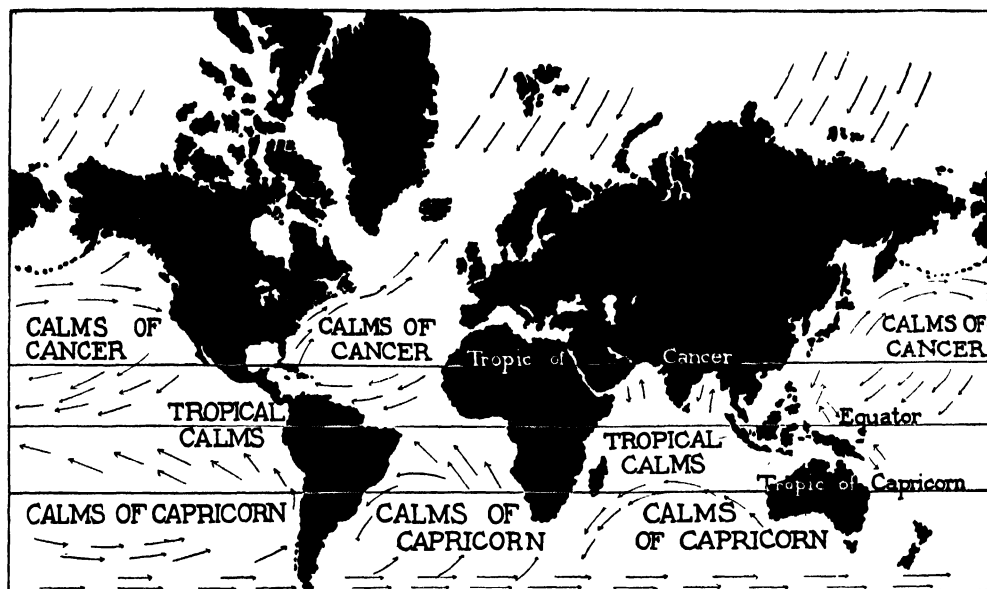 CALMS OF
CANCER
CALMS OF
CANCER
CALMS OF
CANCER
Tropic of Cancer
TROPICAL
CALMS
Equator
TROPICAL
CALMS
Tropic of Capricorn
CALMS OF CAPRICORN
CALMS OF
CAPRICORN
CALMS
OF CAPRICORN